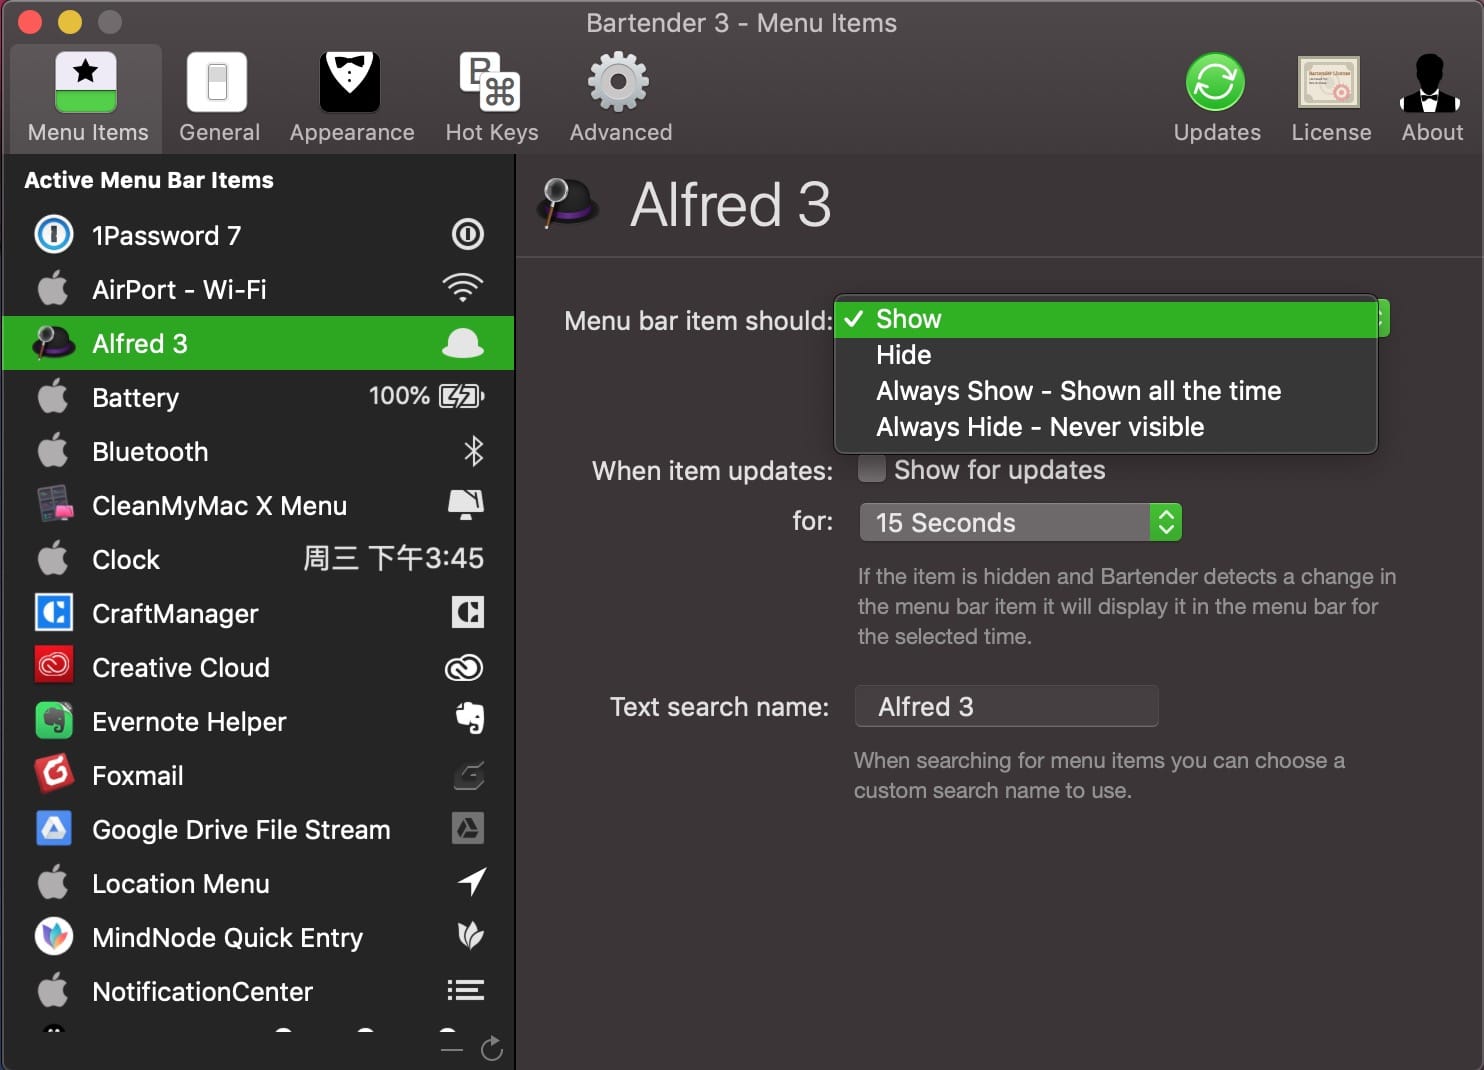 Bartender 3 - Menu Items
Menu Items
General
Appearance
B
Hot Keys
Advanced
Updates
Bartender License
License
About
Active Menu Bar Items
1Password 7
AirPort - Wi-Fi
Alfred 3
Battery 100%
Bluetooth
CleanMyMac X Menu
Clock 周三 下午3:45
CraftManager
Creative Cloud
Evernote Helper
Foxmail
Google Drive File Stream
Location Menu
MindNode Quick Entry
NotificationCenter
Alfred 3
Menu bar item should:
Show
Hide
Always Show - Shown all the time
Always Hide - Never visible
When item updates: Show for updates
for: 15 Seconds
If the item is hidden and Bartender detects a change in
the menu bar item it will display it in the menu bar for
the selected time.
Text search name: Alfred 3
When searching for menu items you can choose a
custom search name to use.